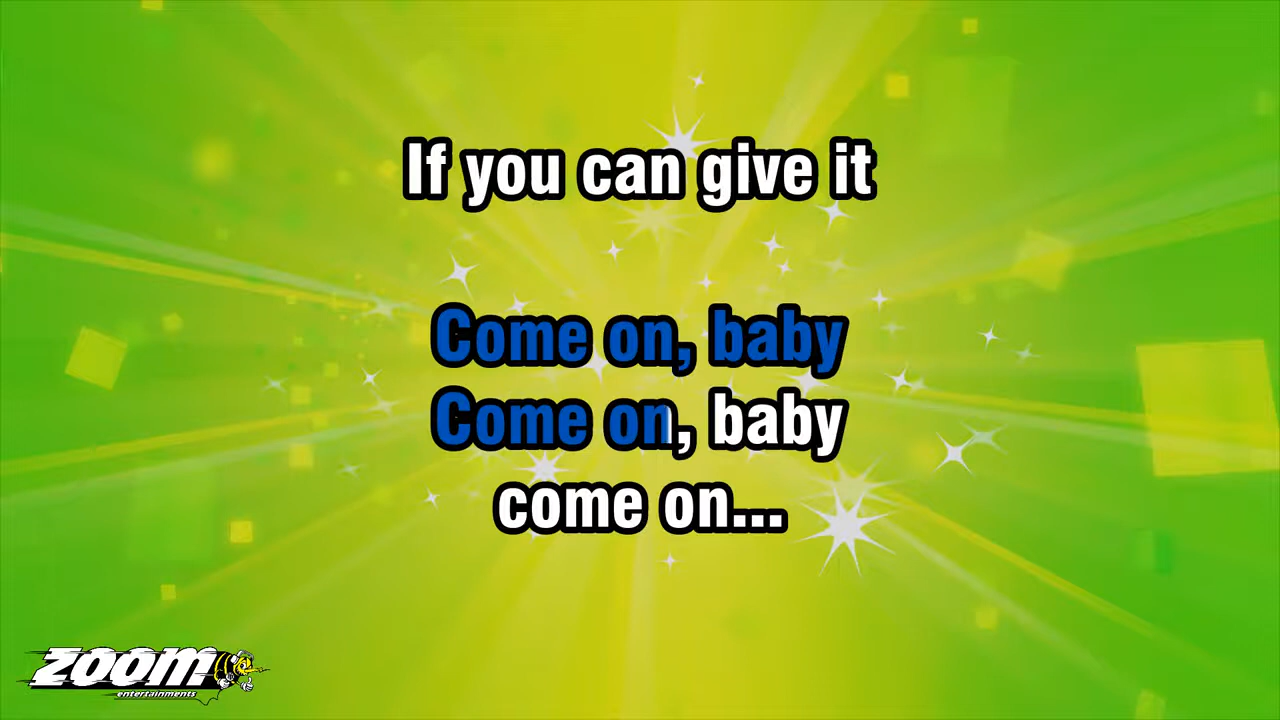 If you can give it
Come on, baby
Come on, baby
come on...
ZOOM
entertainments